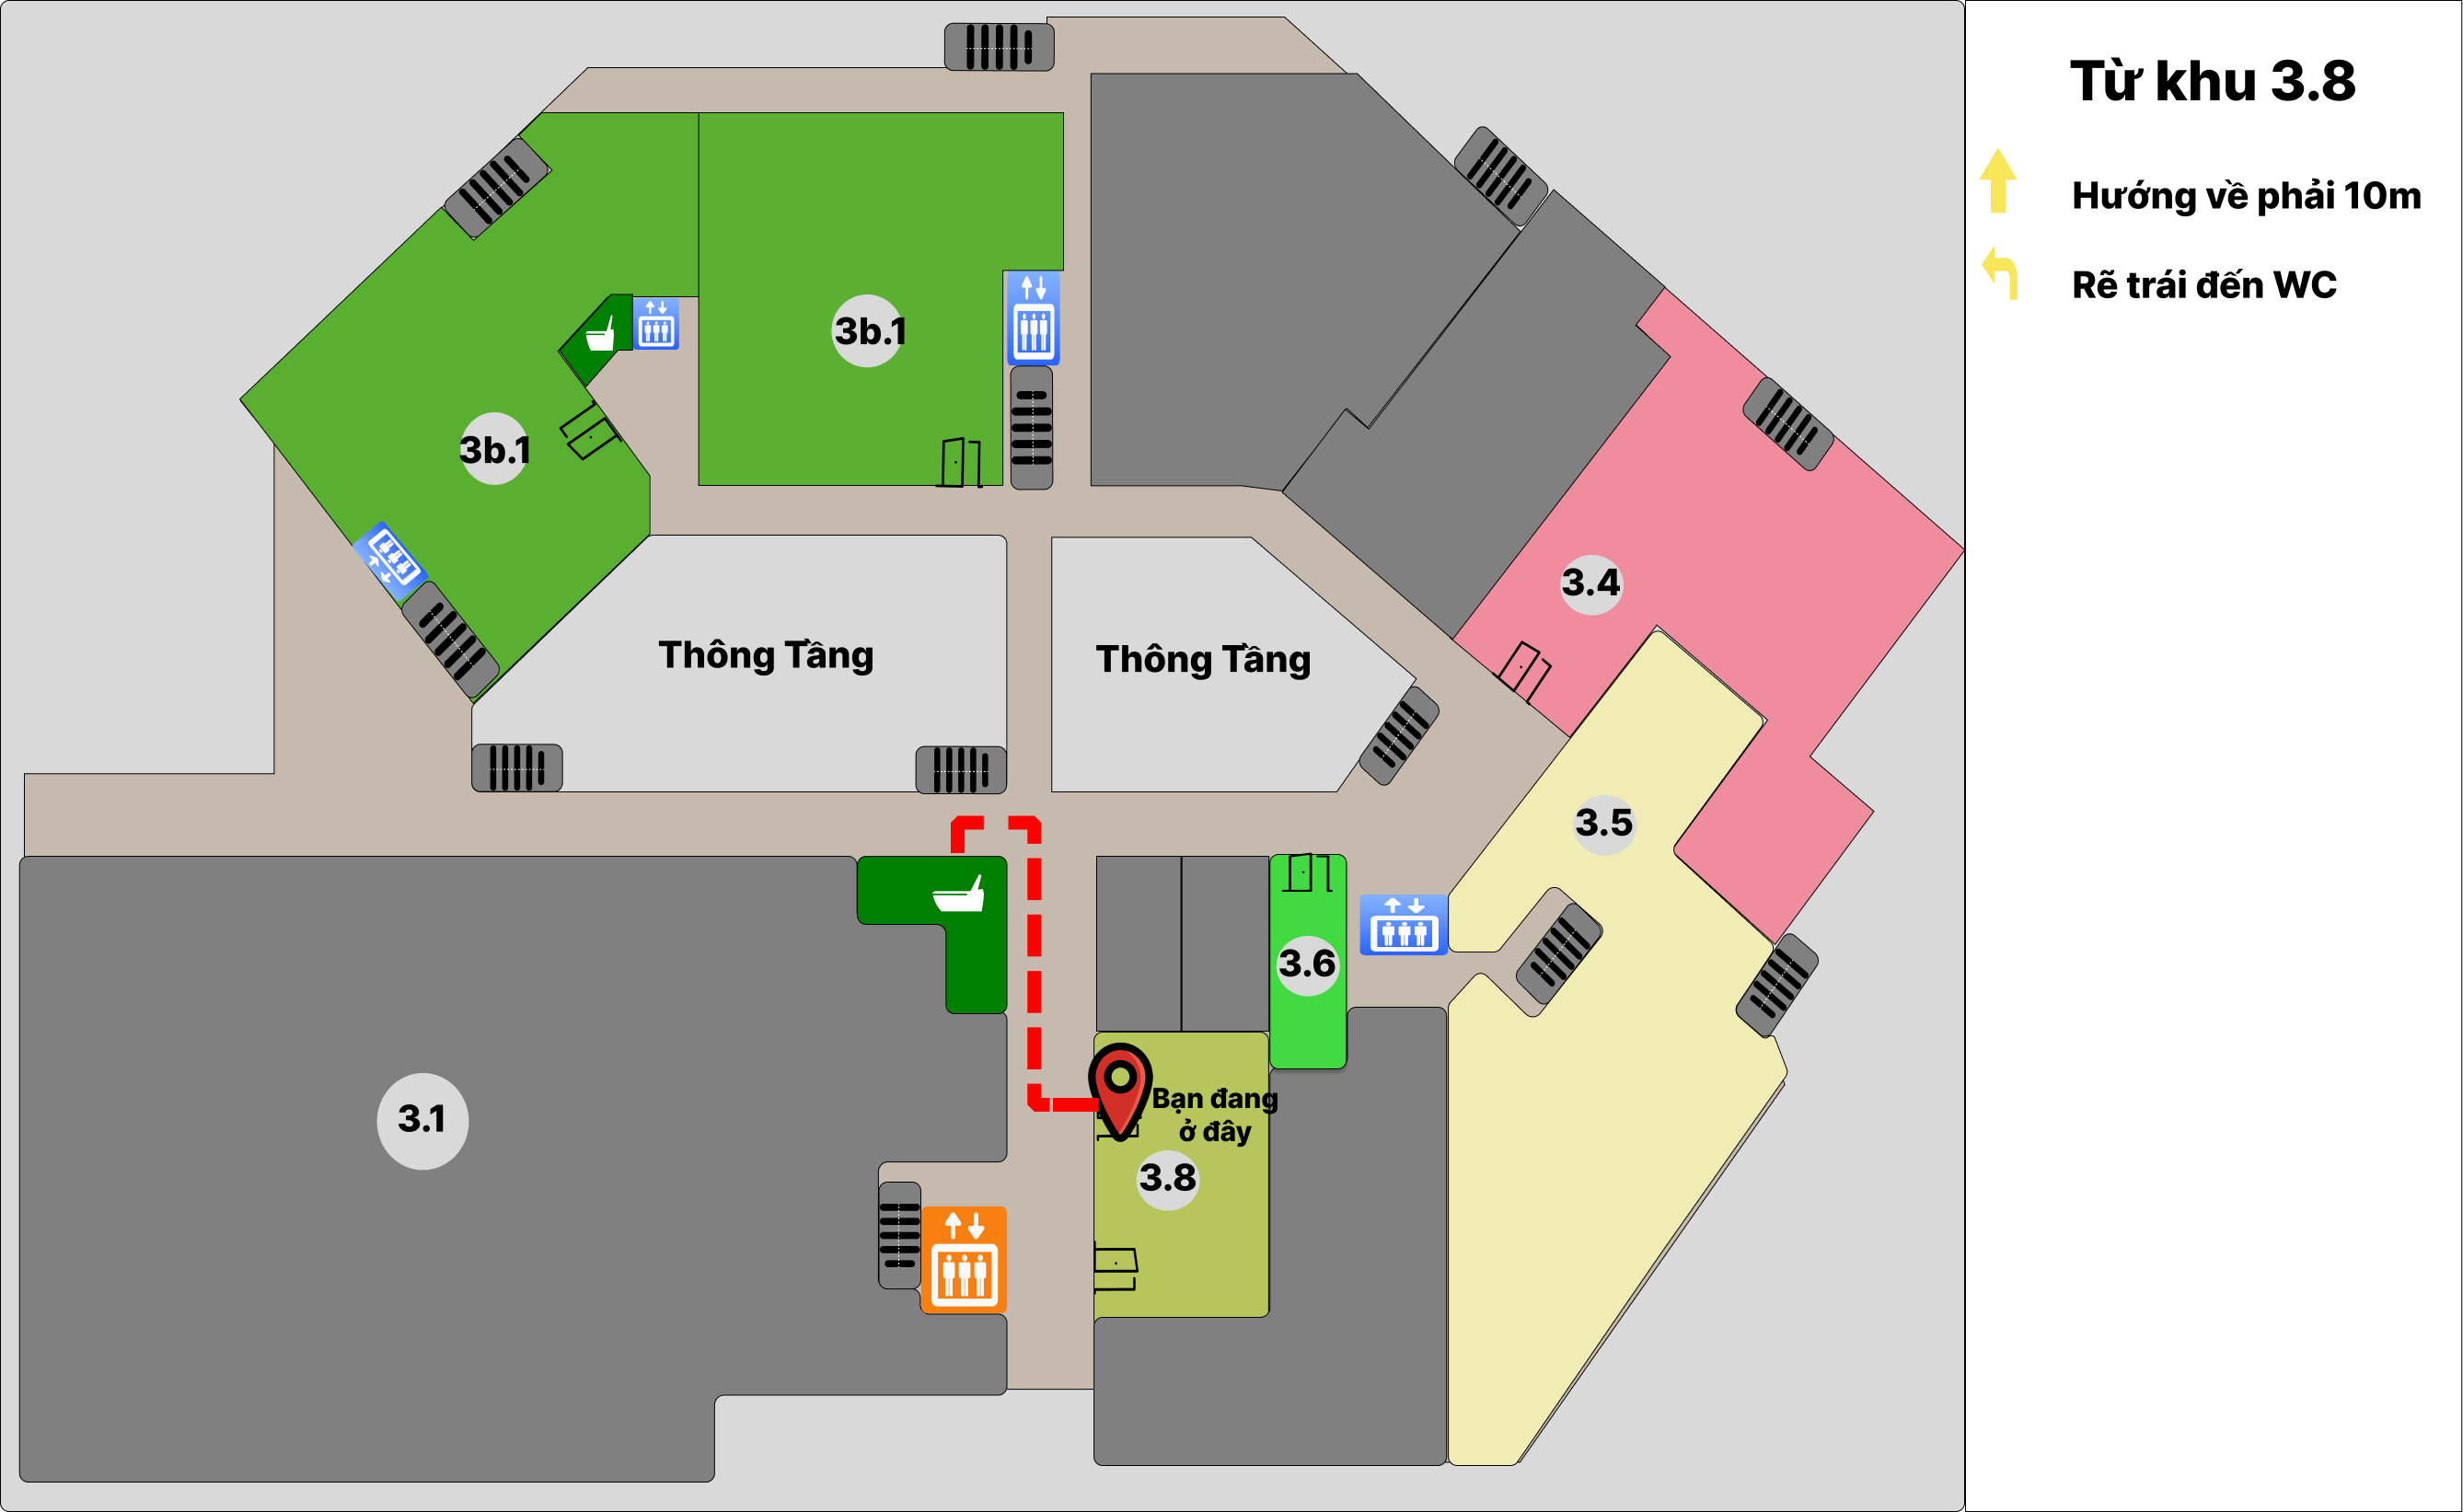 Từ khu 3.8
Hướng về phải 10m
Rẽ trái đến WC
3b.1
3b.1
3.4
Thông Tầng
Thông Tầng
3.5
3.6
Bạn đang
ở đây
3.1
3.8